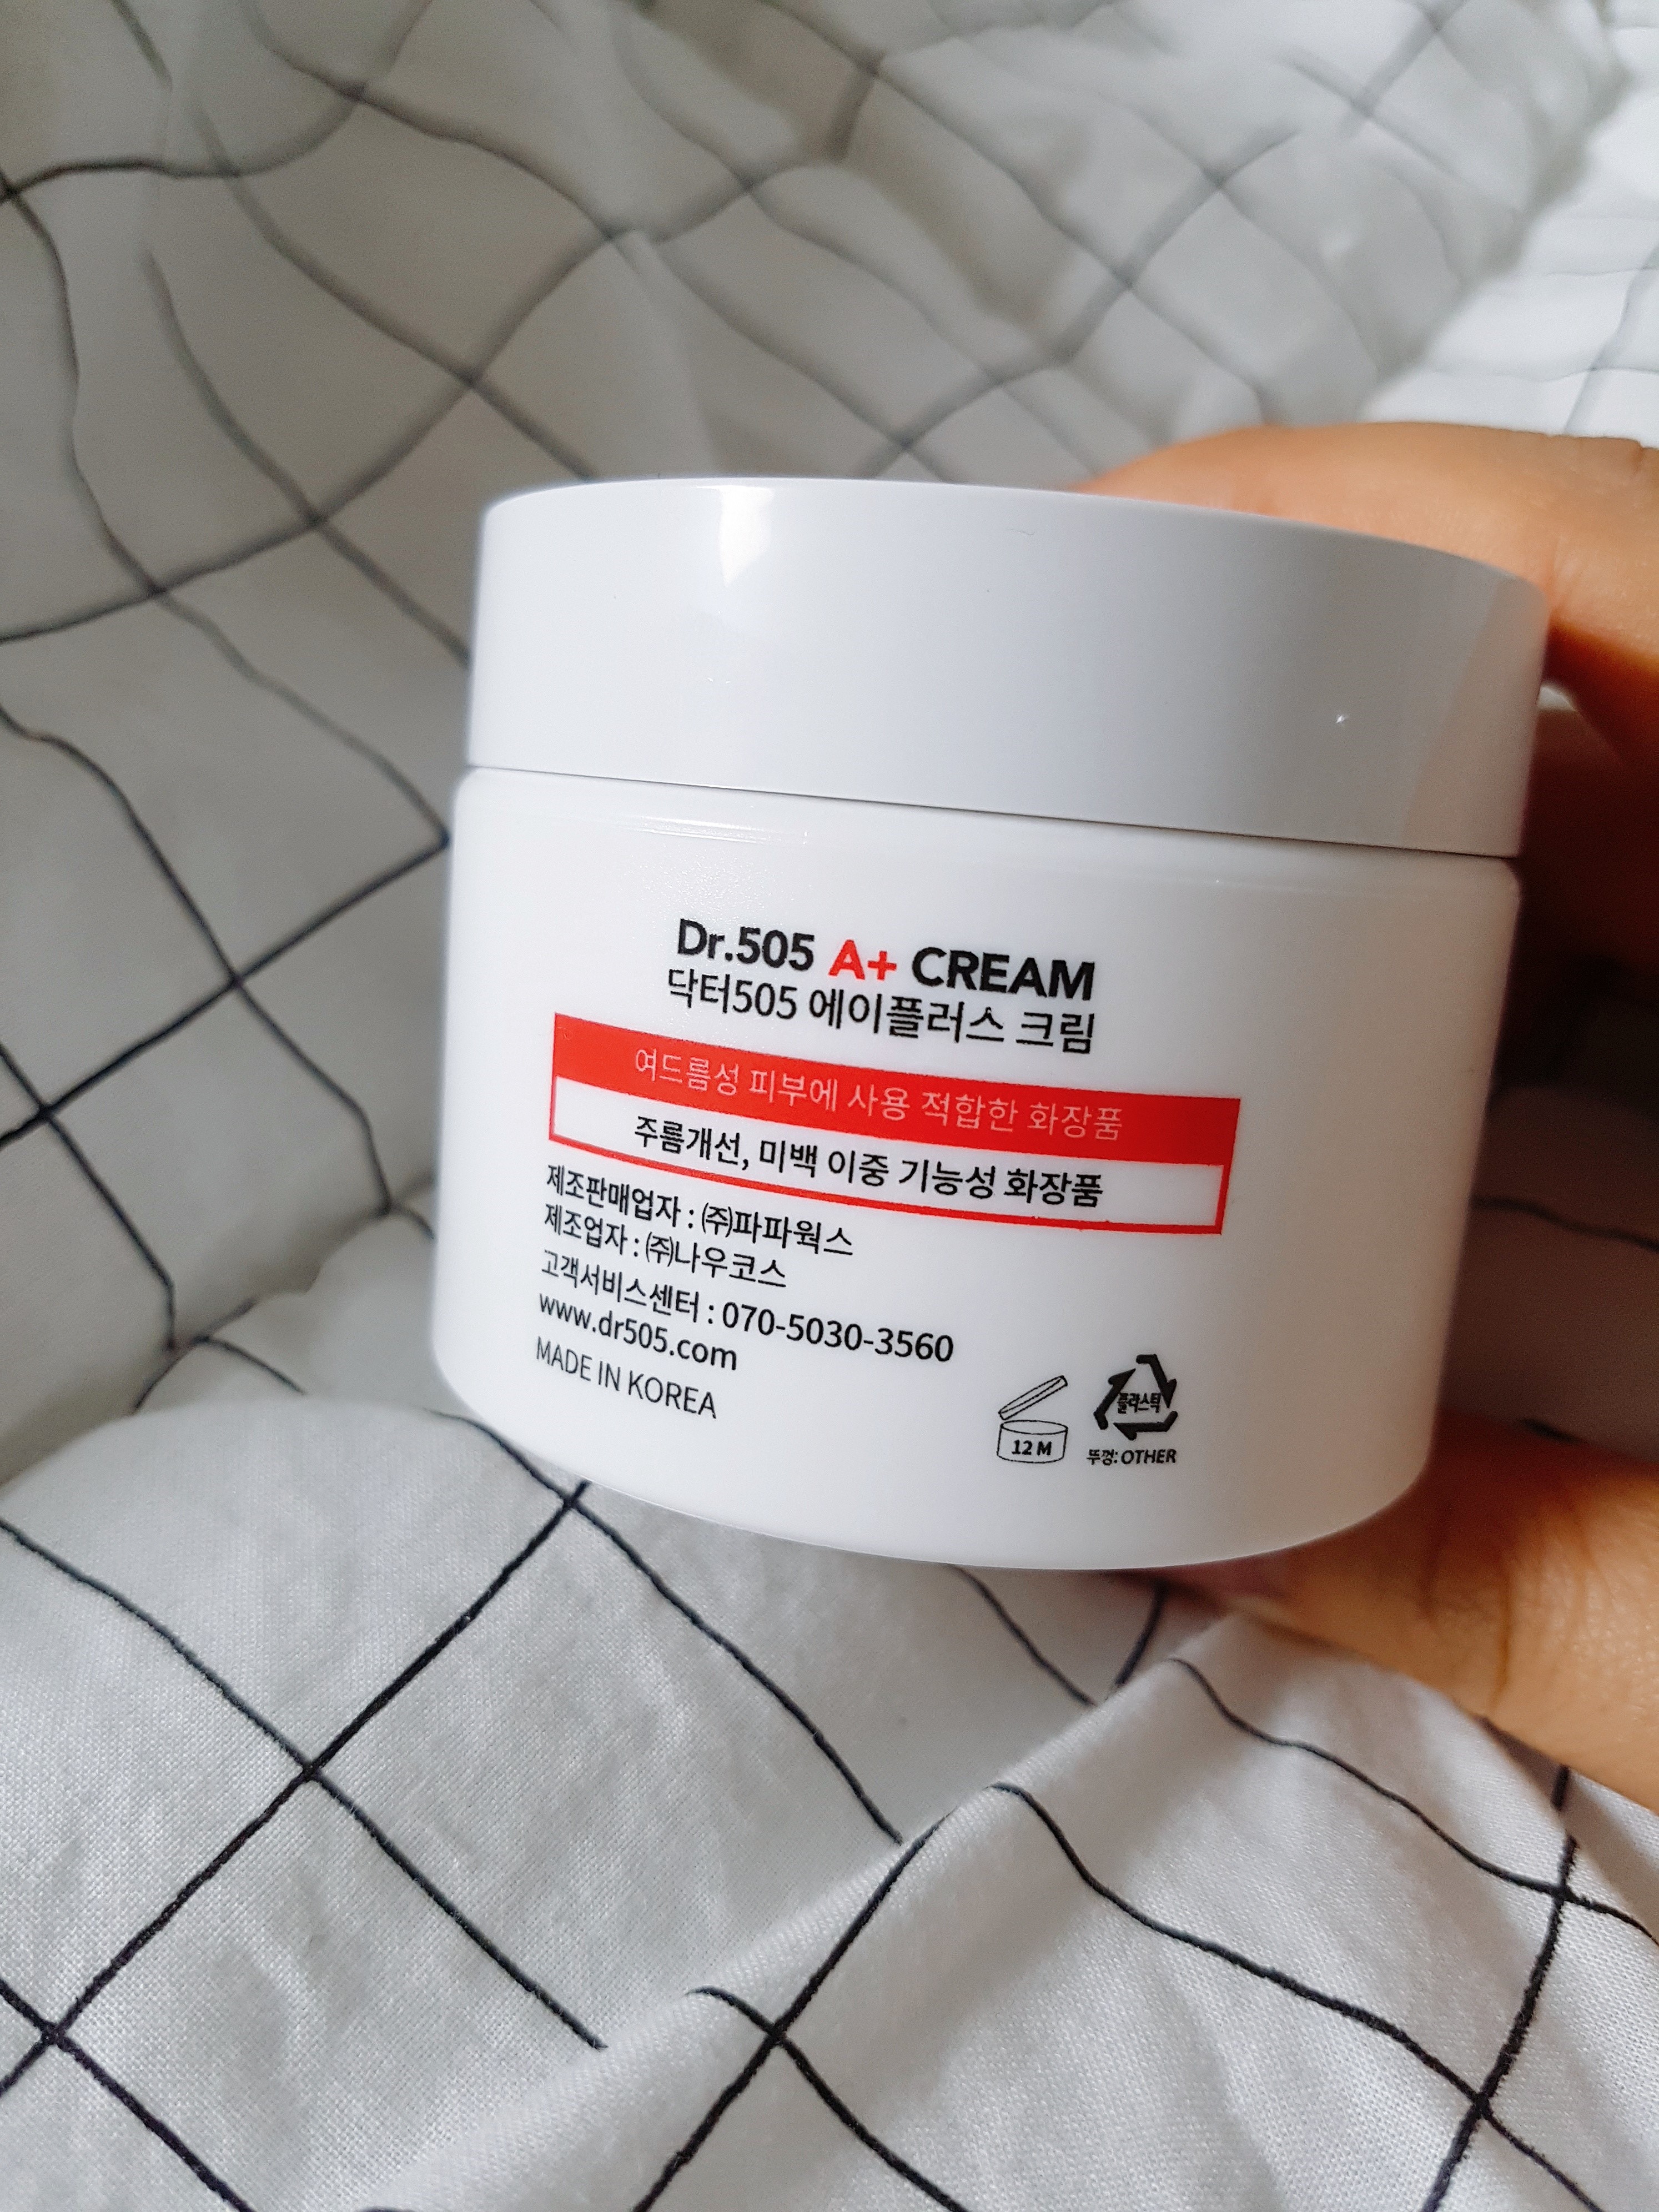 Dr.505 A+ CREAM
닥터505 에이플러스 크림
여드름성 피부에 사용 적합한 화장품
주름개선, 미백 이중 기능성 화장품
제조판매업자 : ㈜파파웍스
제조업자 : ㈜나우코스
고객서비스센터 : 070-5030-3560
www.dr505.com
MADE IN KOREA
12 M
플라스틱
뚜껑: OTHER